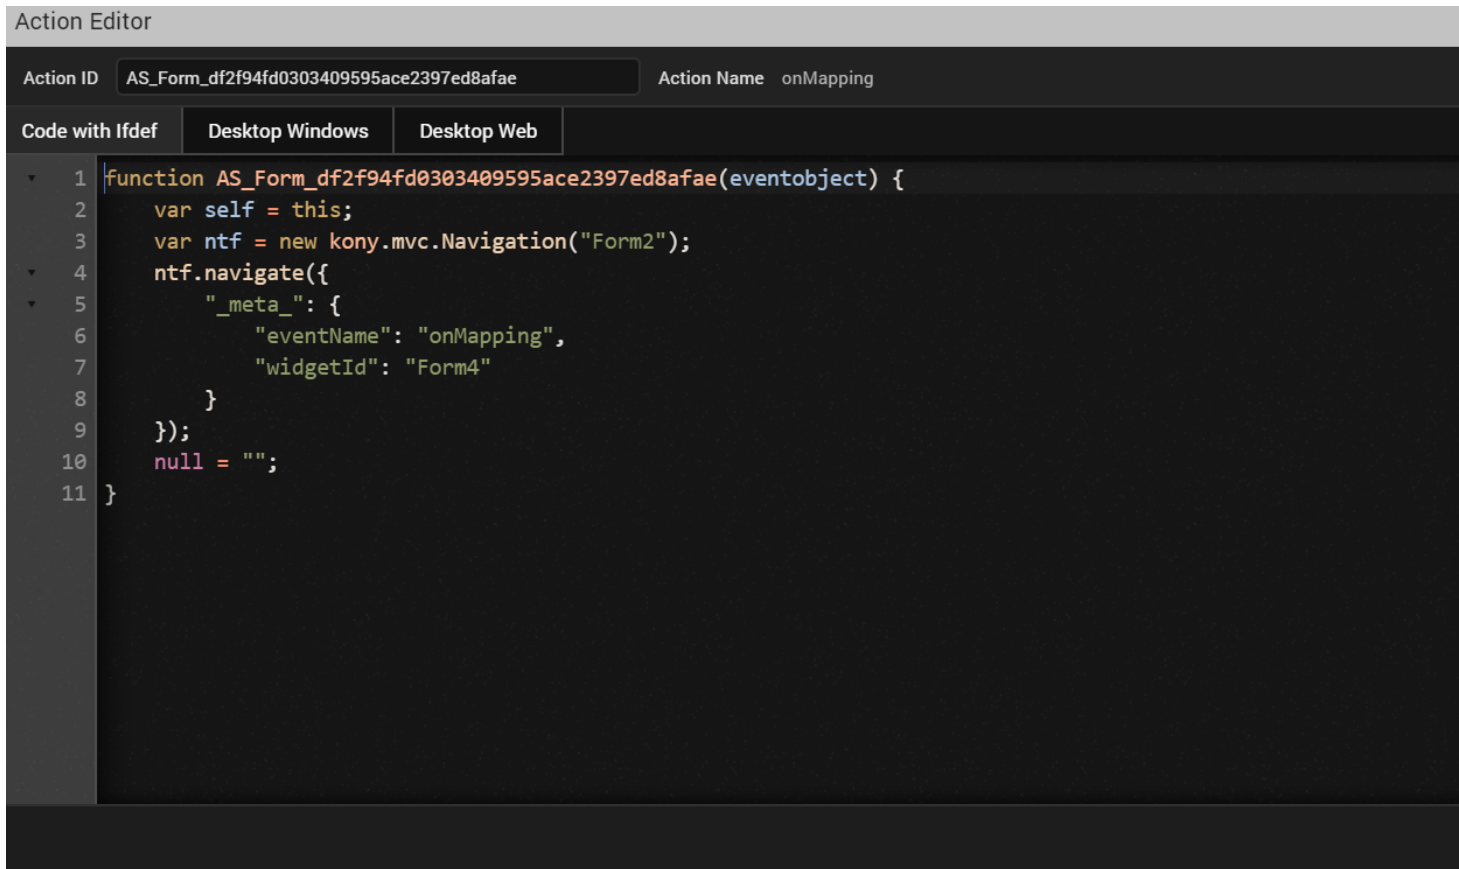 Action Editor
Action ID AS_Form_df2f94fd0303409595ace2397ed8afae Action Name onMapping
Code with Ifdef Desktop Windows Desktop Web
1 function AS_Form_df2f94fd0303409595ace2397ed8afae(eventobject) {
2 var self = this;
3 var ntf = new kony.mvc.Navigation("Form2");
4 ntf.navigate({
5 "_meta_": {
6 "eventName": "onMapping",
7 "widgetId": "Form4"
8 }
9 });
10 null = "";
11 }